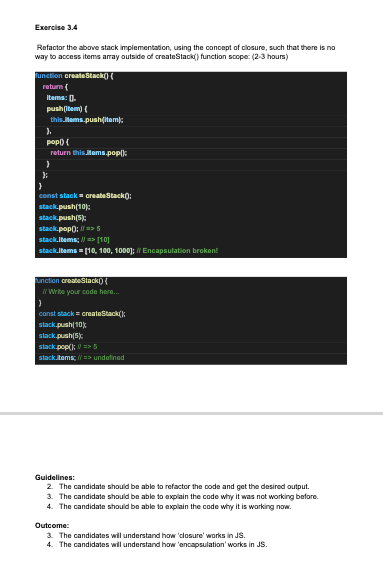 Exercise 3.4
Refactor the above stack implementation, using the concept of closure, such that there is no
way to access items array outside of createStack() function scope: (2-3 hours)
function createStack() {
return {
items: [],
push(item) {
this.items.push(item);
},
pop() {
return this.items.pop();
}
};
}
const stack = createStack();
stack.push(10);
stack.push(5);
stack.pop(); // => 5
stack.items; // => [10]
stack.items = [10, 100, 1000]; // Encapsulation broken!
function createStack() {
// Write your code here...
}
const stack = createStack();
stack.push(10);
stack.push(5);
stack.pop(); // => 5
stack.items; // => undefined
Guidelines:
2. The candidate should be able to refactor the code and get the desired output.
3. The candidate should be able to explain the code why it was not working before.
4. The candidate should be able to explain the code why it is working now.
Outcome:
3. The candidates will understand how 'closure' works in JS.
4. The candidates will understand how 'encapsulation' works in JS.